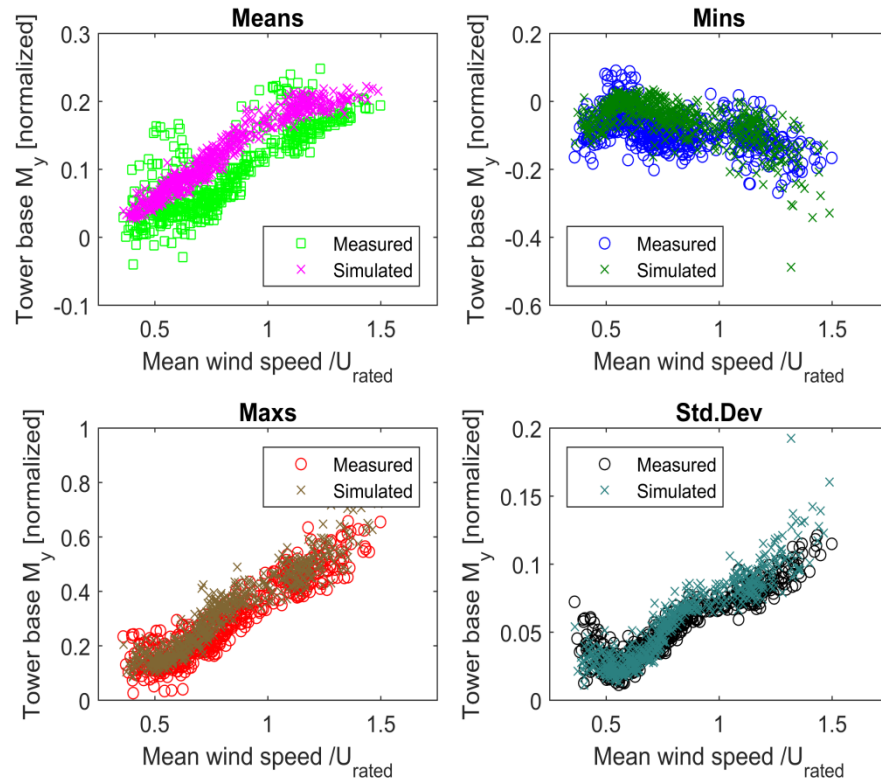 Means
Tower base M_y [normalized]
0.3
0.2
0.1
0
-0.1
Measured
Simulated
0.5
1
1.5
Mean wind speed /U_rated
Mins
Tower base M_y [normalized]
0.2
0
-0.2
-0.4
-0.6
Measured
Simulated
0.5
1
1.5
Mean wind speed /U_rated
Maxs
Tower base M_y [normalized]
1
0.8
0.6
0.4
0.2
0
Measured
Simulated
0.5
1
1.5
Mean wind speed /U_rated
Std.Dev
Tower base M_y [normalized]
0.2
0.15
0.1
0.05
0
Measured
Simulated
0.5
1
1.5
Mean wind speed /U_rated